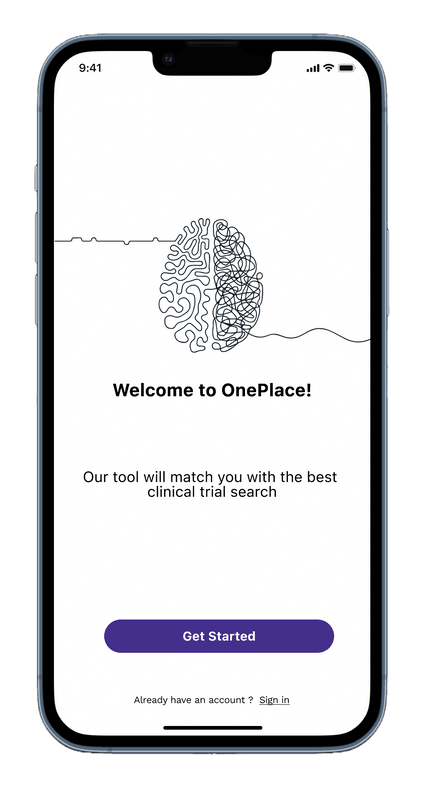 9:41
Welcome to OnePlace!
Our tool will match you with the best
clinical trial search
Get Started
Already have an account ? Sign in